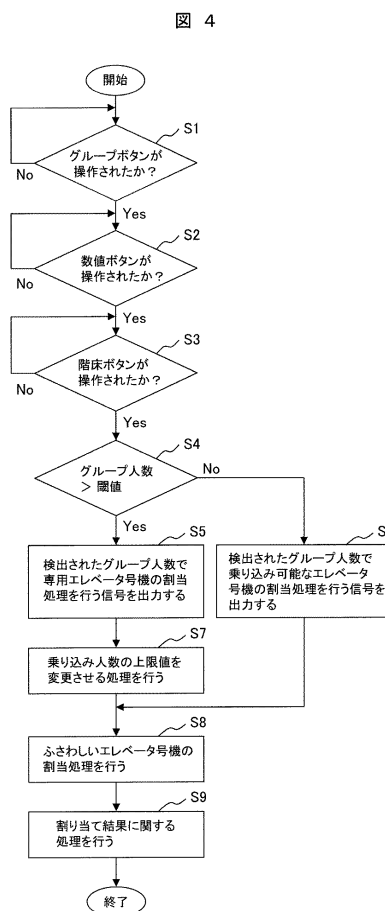 図 4
開始
S1
グループボタンが
操作されたか？
No
Yes
S2
数値ボタンが
操作されたか？
No
Yes
S3
階床ボタンが
操作されたか？
No
Yes
S4
グループ人数
＞ 閾値
No
Yes
S5
検出されたグループ人数で
専用エレベータ号機の割当
処理を行う信号を出力する
S
検出されたグループ人数で
乗り込み可能なエレベータ
号機の割当処理を行う信号を
出力する
S7
乗り込み人数の上限値を
変更させる処理を行う
S8
ふさわしいエレベータ号機の
割当処理を行う
S9
割り当て結果に関する
処理を行う
終了